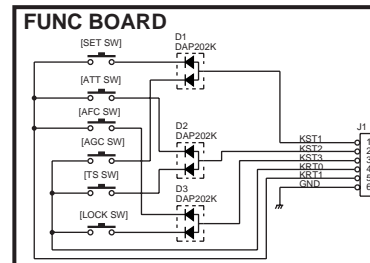 FUNC BOARD
[SET SW]
D1
DAP202K
[ATT SW]
[AFC SW]
[AGC SW]
D2
DAP202K
[TS SW]
D3
DAP202K
[LOCK SW]
J1
KST1 1
KST2 2
KST3 3
KRT0 4
KRT1 5
GND 6